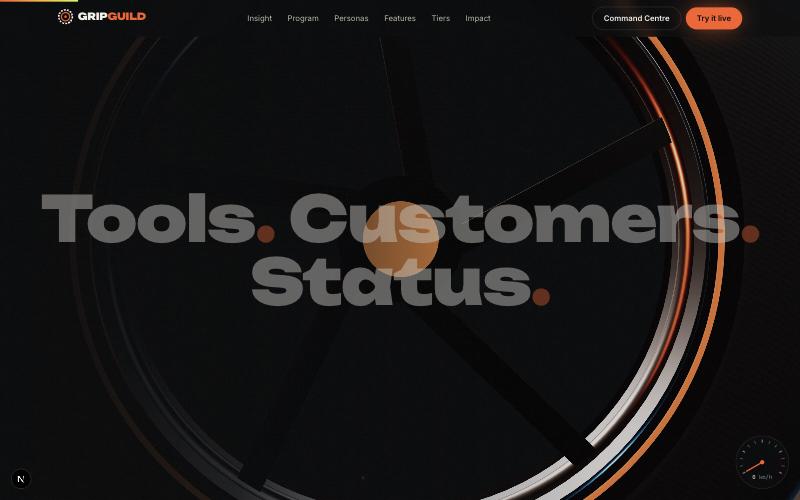 GRIPGUILD
Insight Program Personas Features Tiers Impact
Command Centre
Try it live
Tools. Customers.
Status.
N
0 km/h